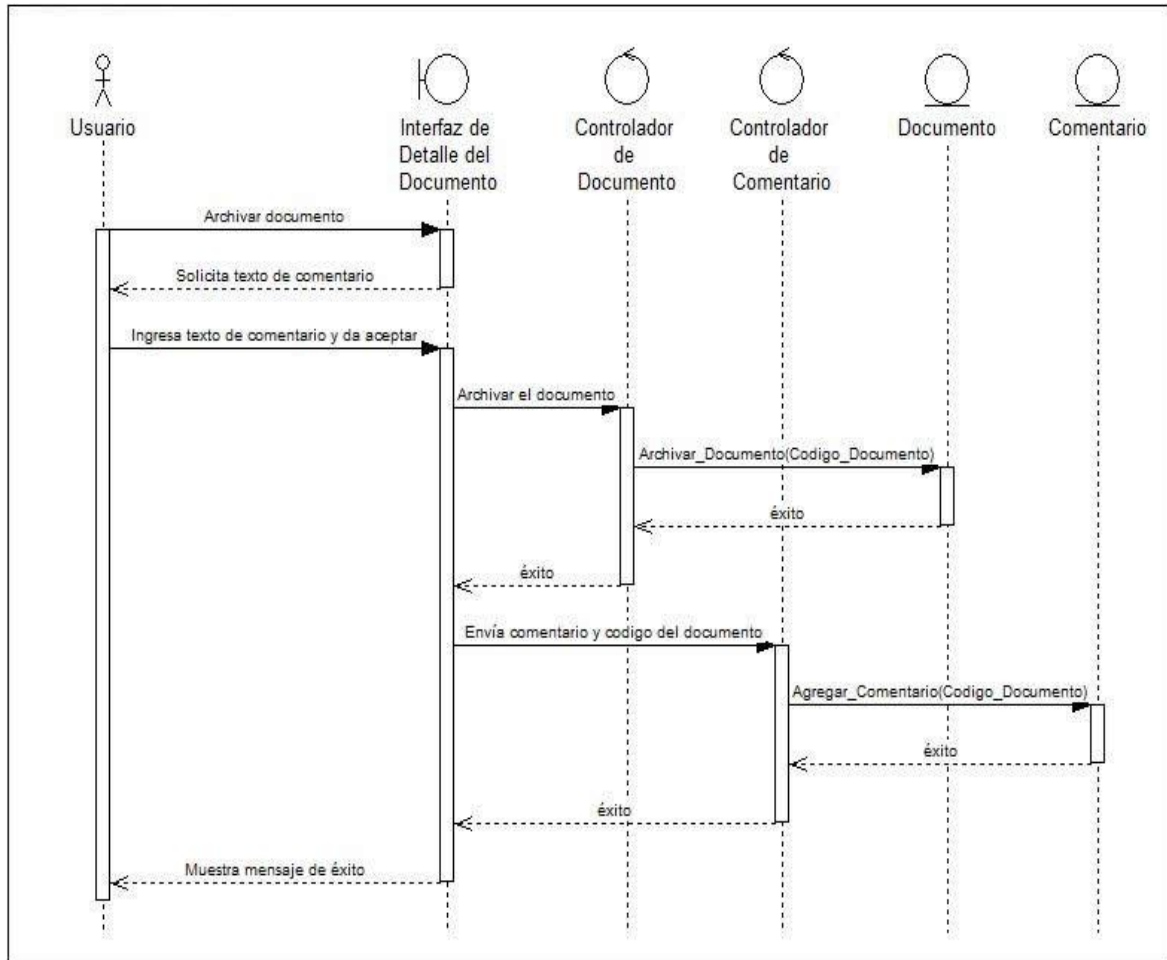 Usuario
Interfaz de
Detalle del
Documento
Controlador
de
Documento
Controlador
de
Comentario
Documento
Comentario
Archivar documento
Solicita texto de comentario
Ingresa texto de comentario y da aceptar
Archivar el documento
Archivar_Documento(Codigo_Documento)
éxito
éxito
Envía comentario y codigo del documento
Agregar_Comentario(Codigo_Documento)
éxito
éxito
Muestra mensaje de éxito